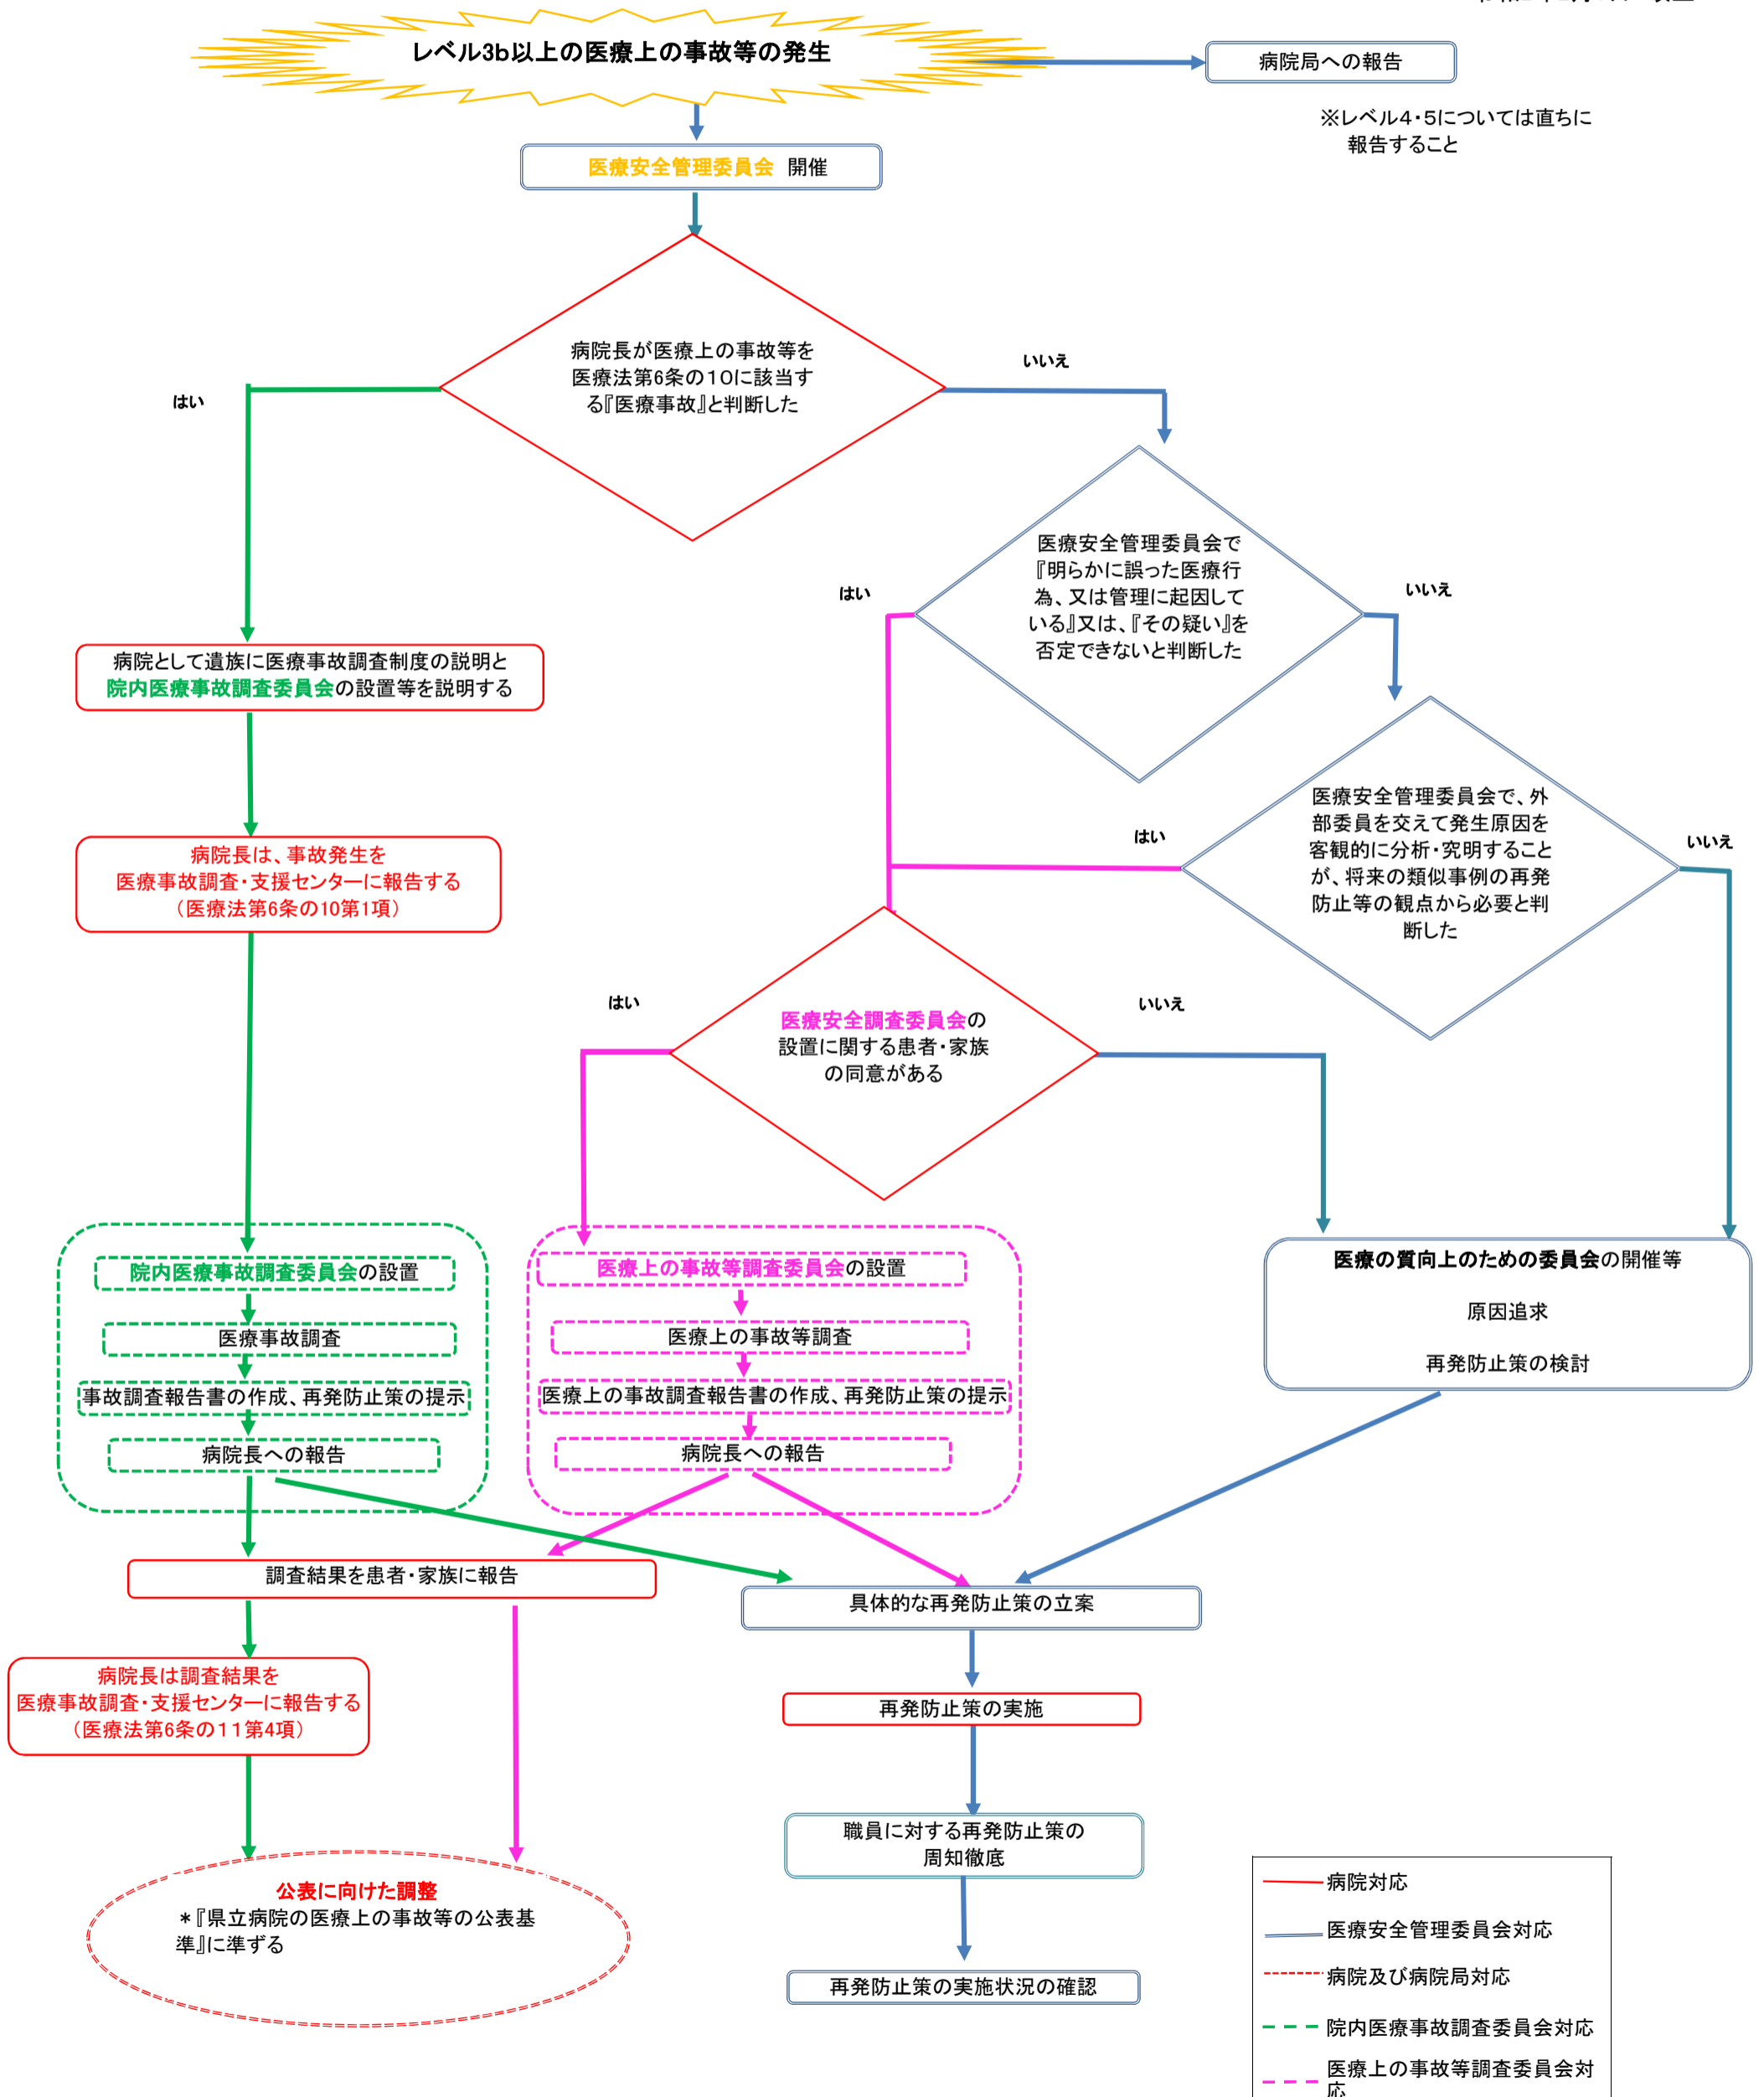 レベル3b以上の医療上の事故等の発生
病院局への報告
※レベル4・5については直ちに
報告すること
医療安全管理委員会 開催
病院長が医療上の事故等を
医療法第6条の10に該当す
る『医療事故』と判断した
はい
いいえ
医療安全管理委員会で
『明らかに誤った医療行
為、又は管理に起因して
いる』又は、『その疑い』を
否定できないと判断した
はい
いいえ
病院として遺族に医療事故調査制度の説明と
院内医療事故調査委員会の設置等を説明する
医療安全管理委員会で、外
部委員を交えて発生原因を
客観的に分析・究明すること
が、将来の類似事例の再発
防止等の観点から必要と判
断した
はい
いいえ
病院長は、事故発生を
医療事故調査・支援センターに報告する
（医療法第6条の10第1項）
医療安全調査委員会の
設置に関する患者・家族
の同意がある
はい
いいえ
院内医療事故調査委員会の設置
医療事故調査
事故調査報告書の作成、再発防止策の提示
病院長への報告
医療上の事故等調査委員会の設置
医療上の事故等調査
医療上の事故調査報告書の作成、再発防止策の提示
病院長への報告
医療の質向上のための委員会の開催等
原因追求
再発防止策の検討
調査結果を患者・家族に報告
具体的な再発防止策の立案
病院長は調査結果を
医療事故調査・支援センターに報告する
（医療法第6条の11第4項）
再発防止策の実施
職員に対する再発防止策の
周知徹底
公表に向けた調整
＊『県立病院の医療上の事故等の公表基
準』に準ずる
再発防止策の実施状況の確認
病院対応
医療安全管理委員会対応
病院及び病院局対応
院内医療事故調査委員会対応
医療上の事故等調査委員会対
応